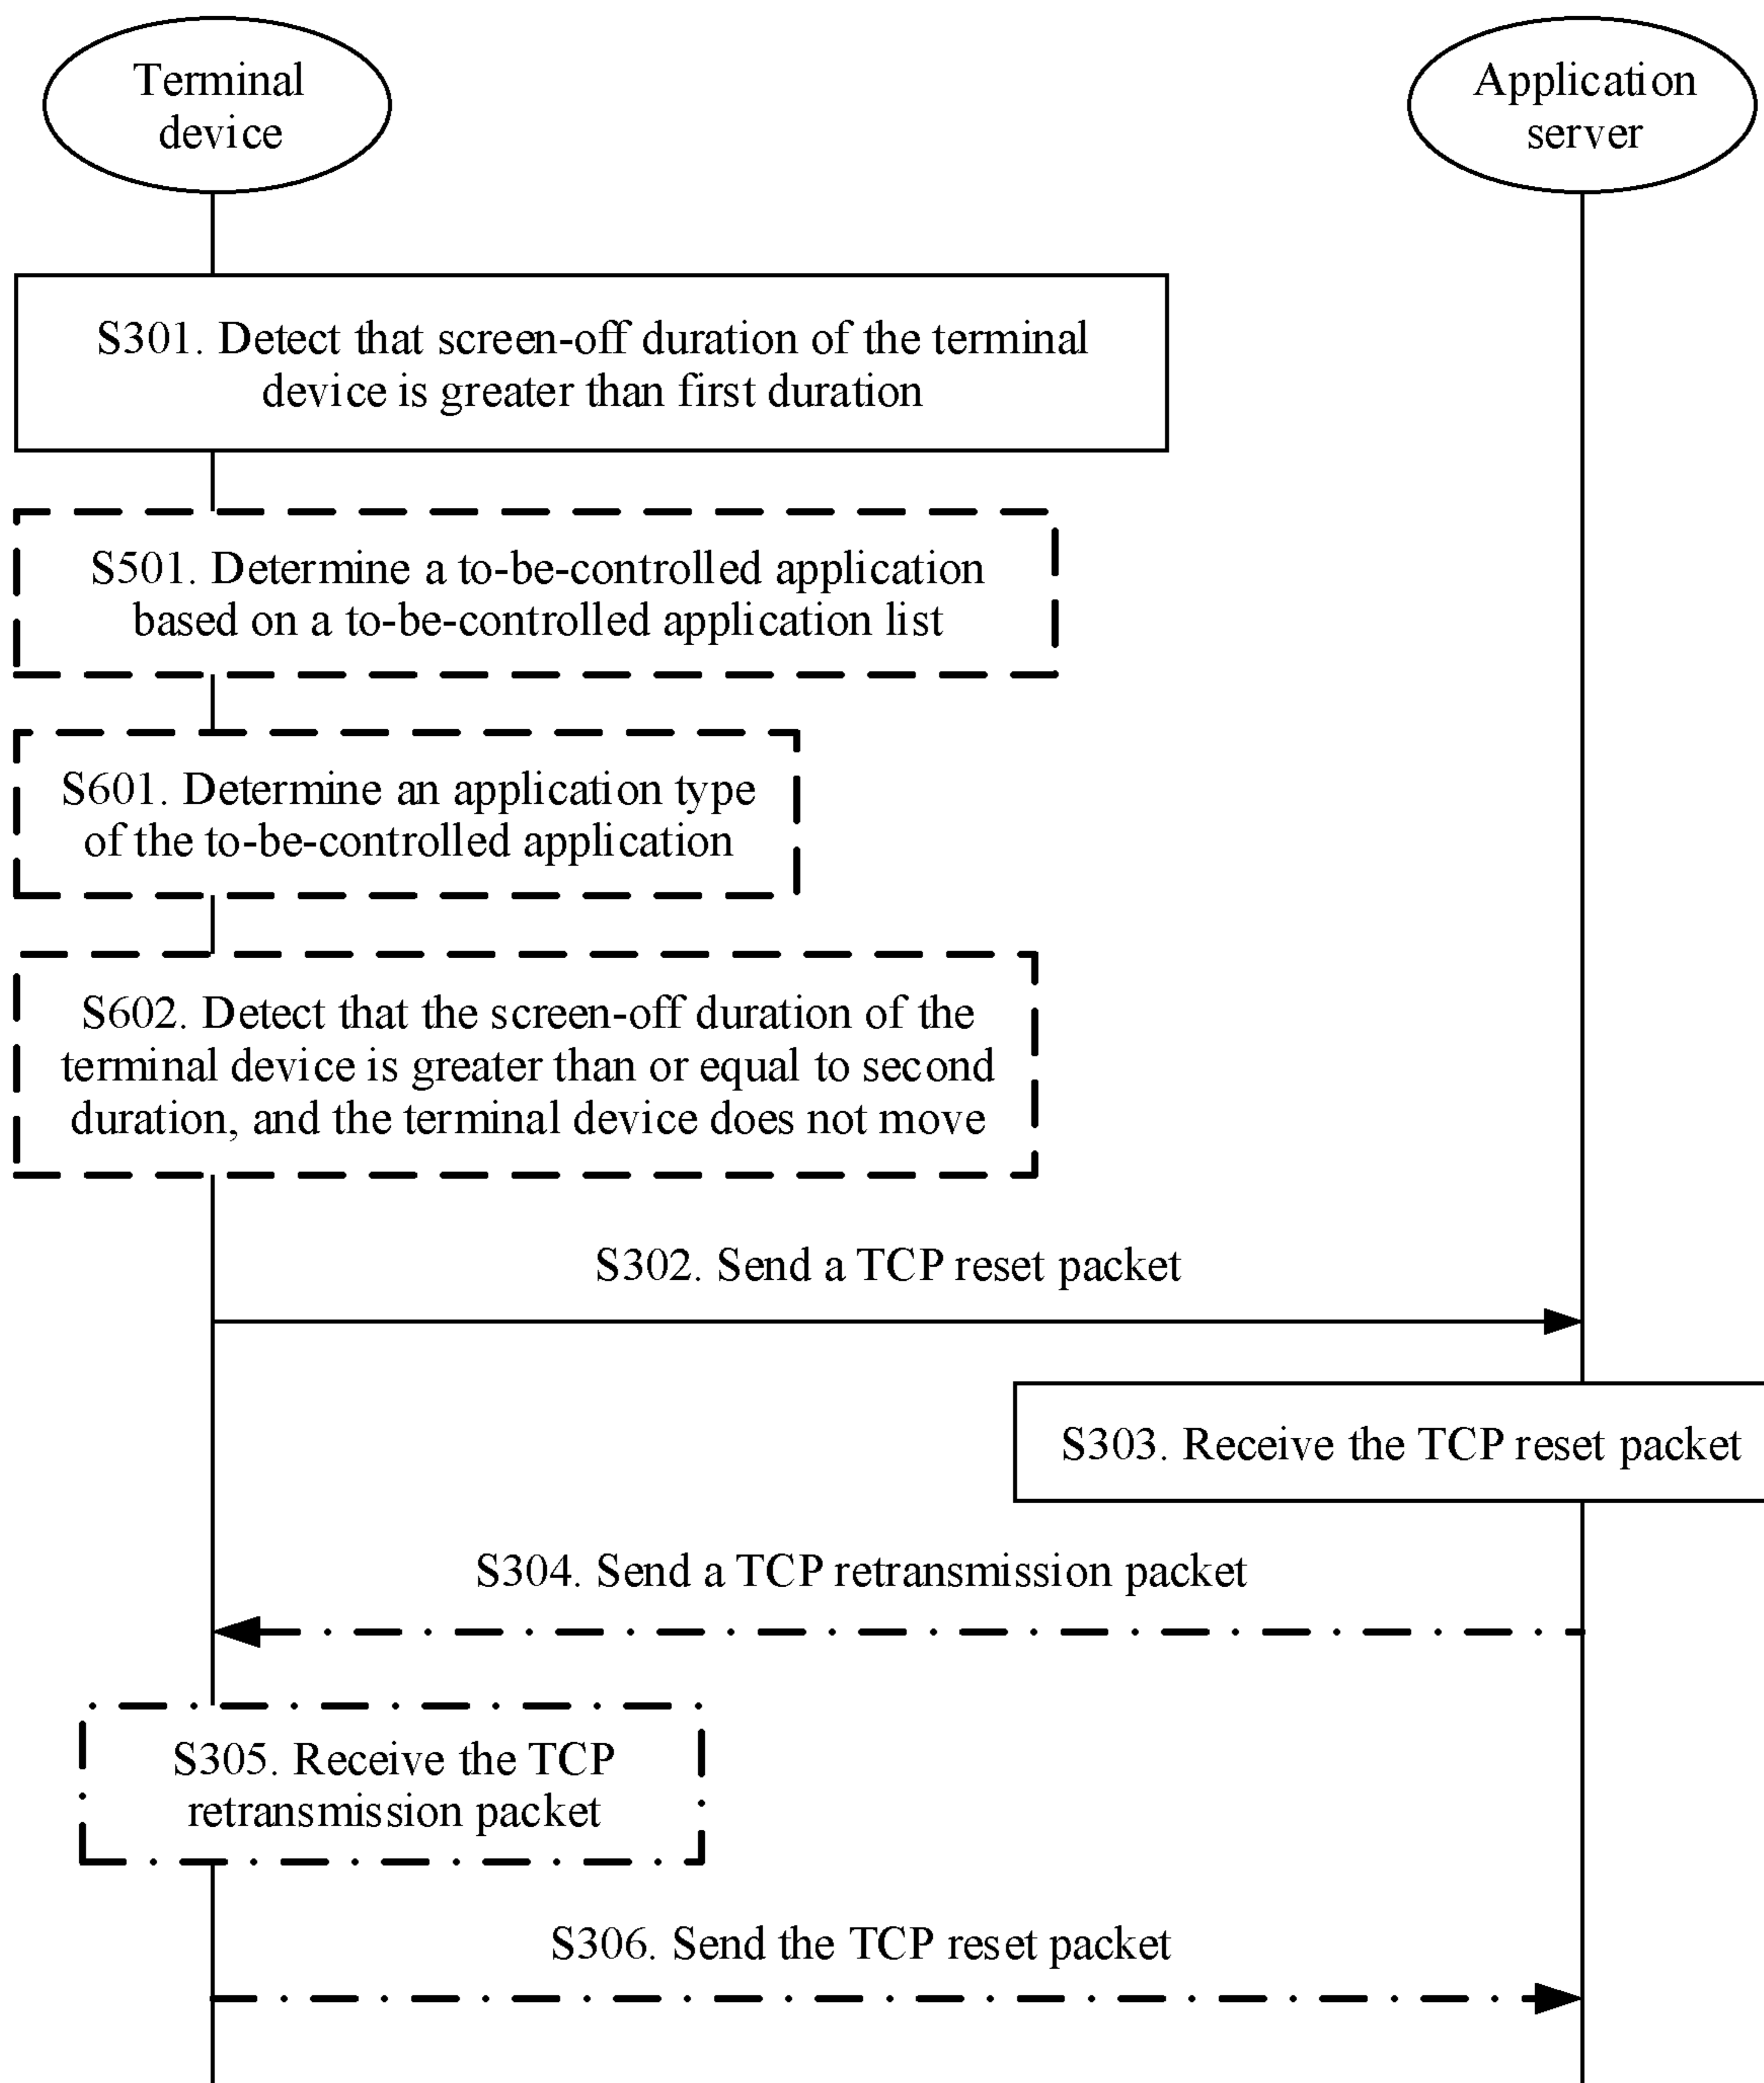 Terminal
device
Application
server
S301. Detect that screen-off duration of the terminal
device is greater than first duration
S501. Determine a to-be-controlled application
based on a to-be-controlled application list
S601. Determine an application type
of the to-be-controlled application
S602. Detect that the screen-off duration of the
terminal device is greater than or equal to second
duration, and the terminal device does not move
S302. Send a TCP reset packet
S303. Receive the TCP reset packet
S304. Send a TCP retransmission packet
S305. Receive the TCP
retransmission packet
S306. Send the TCP reset packet